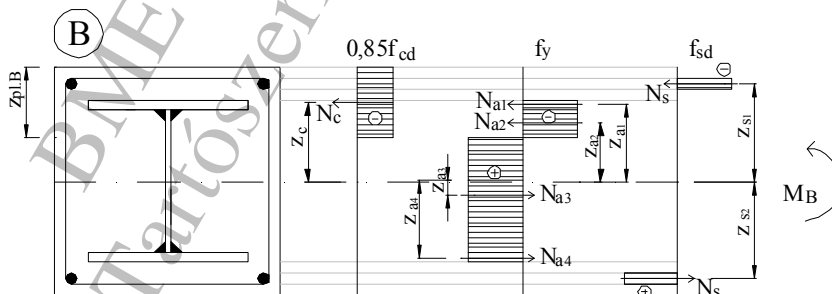 B
0,85fcd
fy
fsd
zpl.B
zc
Nc
Na1
Na2
za2
za1
Ns
zs1
za3
za4
Na3
Na4
MB
zs2
Ns
BME
Tartószer